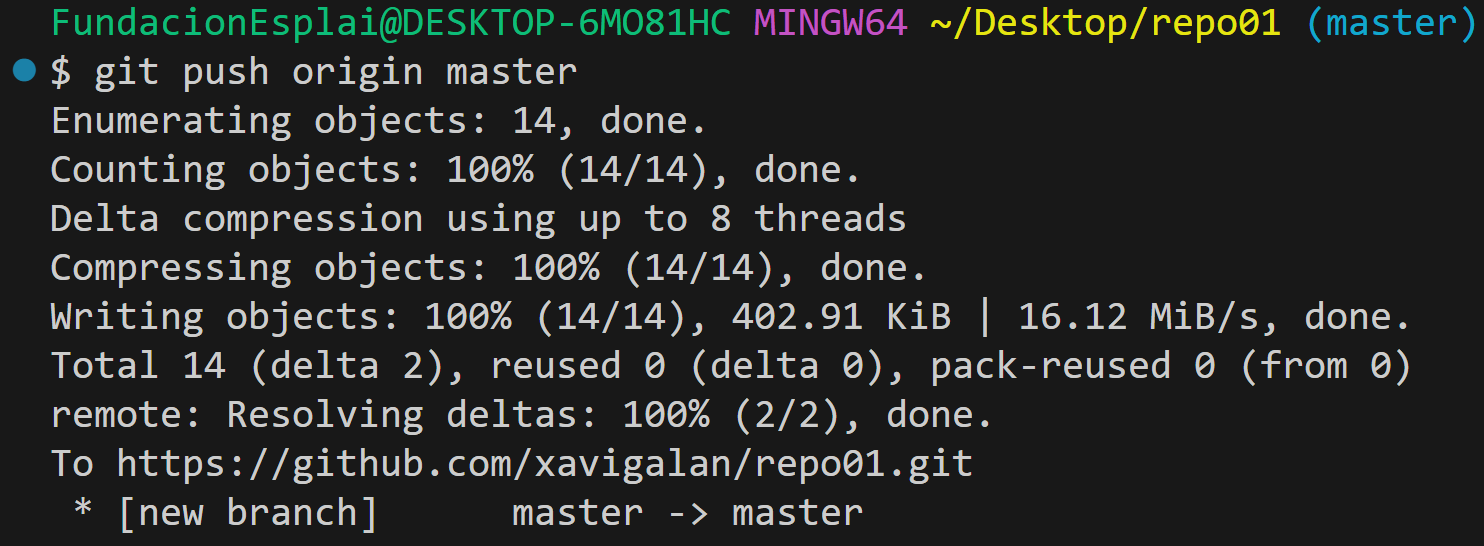 FundacionEsplai@DESKTOP-6MO81HC MINGW64 ~/Desktop/repo01 (master)
$ git push origin master
Enumerating objects: 14, done.
Counting objects: 100% (14/14), done.
Delta compression using up to 8 threads
Compressing objects: 100% (14/14), done.
Writing objects: 100% (14/14), 402.91 KiB | 16.12 MiB/s, done.
Total 14 (delta 2), reused 0 (delta 0), pack-reused 0 (from 0)
remote: Resolving deltas: 100% (2/2), done.
To https://github.com/xavigalan/repo01.git
 * [new branch]      master -> master